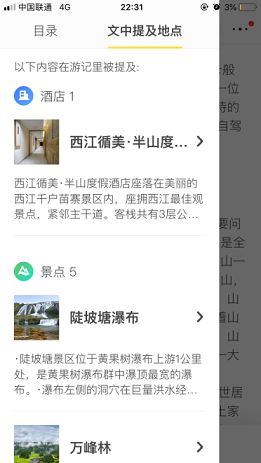 中国联通 4G 22:31 3%
目录 文中提及地点
以下内容在游记里被提及:
酒店 1
西江循美·半山度...
西江循美·半山度假酒店座落在美丽的
西江千户苗寨景区内，座拥西江最佳观
景点，紧邻主干道。客栈共有3层公...
景点 5
陡坡塘瀑布
·陡坡塘景区位于黄果树瀑布上游1公里
处，是黄果树瀑布群中瀑顶最宽的瀑
布。·瀑布左侧的洞穴在巨量洪水经...
万峰林
般
一位
特的
自驾
要问
是全
山一
山，
山
着山
山
一大
世居
土家